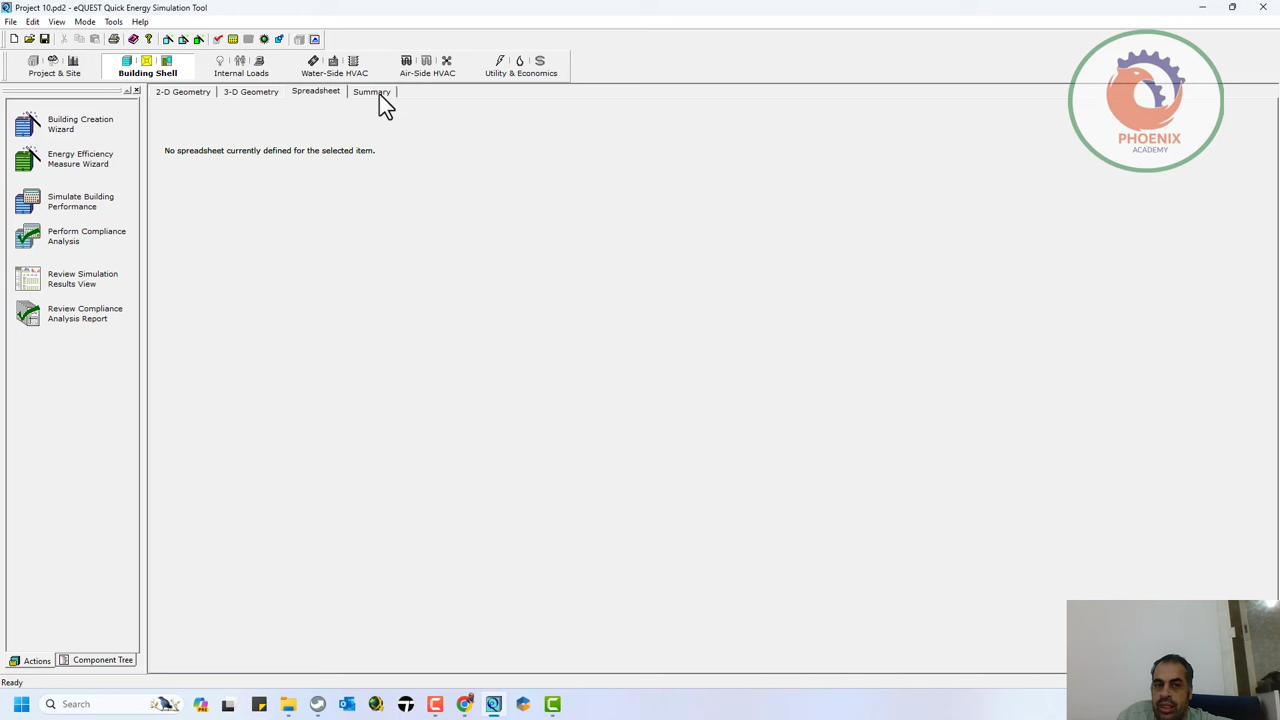 Project 10.pd2 - eQUEST Quick Energy Simulation Tool
File Edit View Mode Tools Help
Project & Site
Building Shell
Internal Loads
Water-Side HVAC
Air-Side HVAC
Utility & Economics
2-D Geometry
3-D Geometry
Spreadsheet
Summary
Building Creation
Wizard
Energy Efficiency
Measure Wizard
Simulate Building
Performance
Perform Compliance
Analysis
Review Simulation
Results View
Review Compliance
Analysis Report
No spreadsheet currently defined for the selected item.
PHOENIX
ACADEMY
Actions
Component Tree
Ready
Search